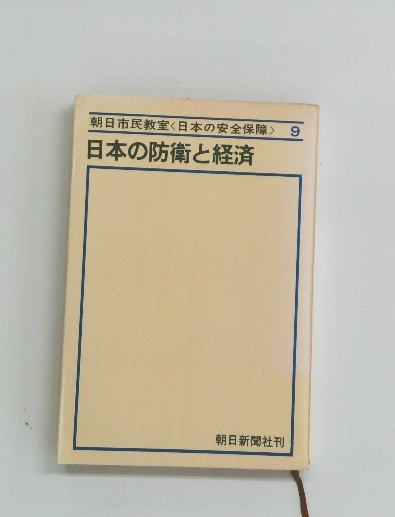 朝日市民教室〈日本の安全保障〉 9
日本の防衛と経済
朝日新聞社刊